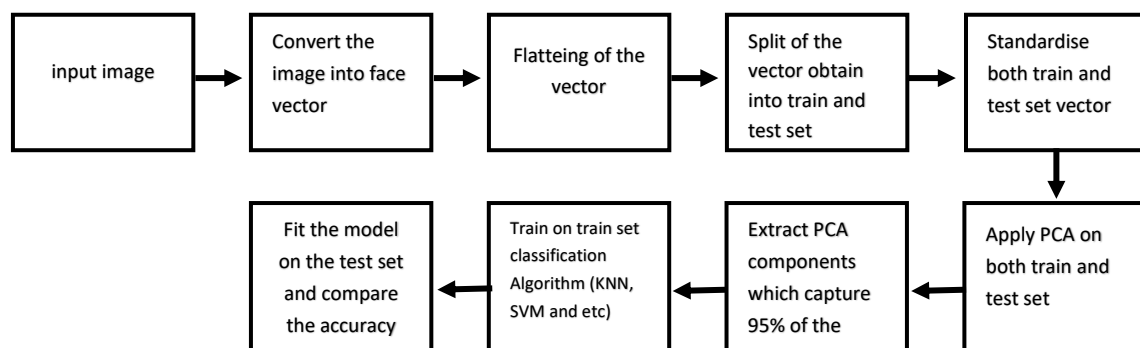 input image
Convert the
image into face
vector
Flatteing of the
vector
Split of the
vector obtain
into train and
test set
Standardise
both train and
test set vector
Apply PCA on
both train and
test set
Extract PCA
components
which capture
95% of the
Train on train set
classification
Algorithm (KNN,
SVM and etc)
Fit the model
on the test set
and compare
the accuracy